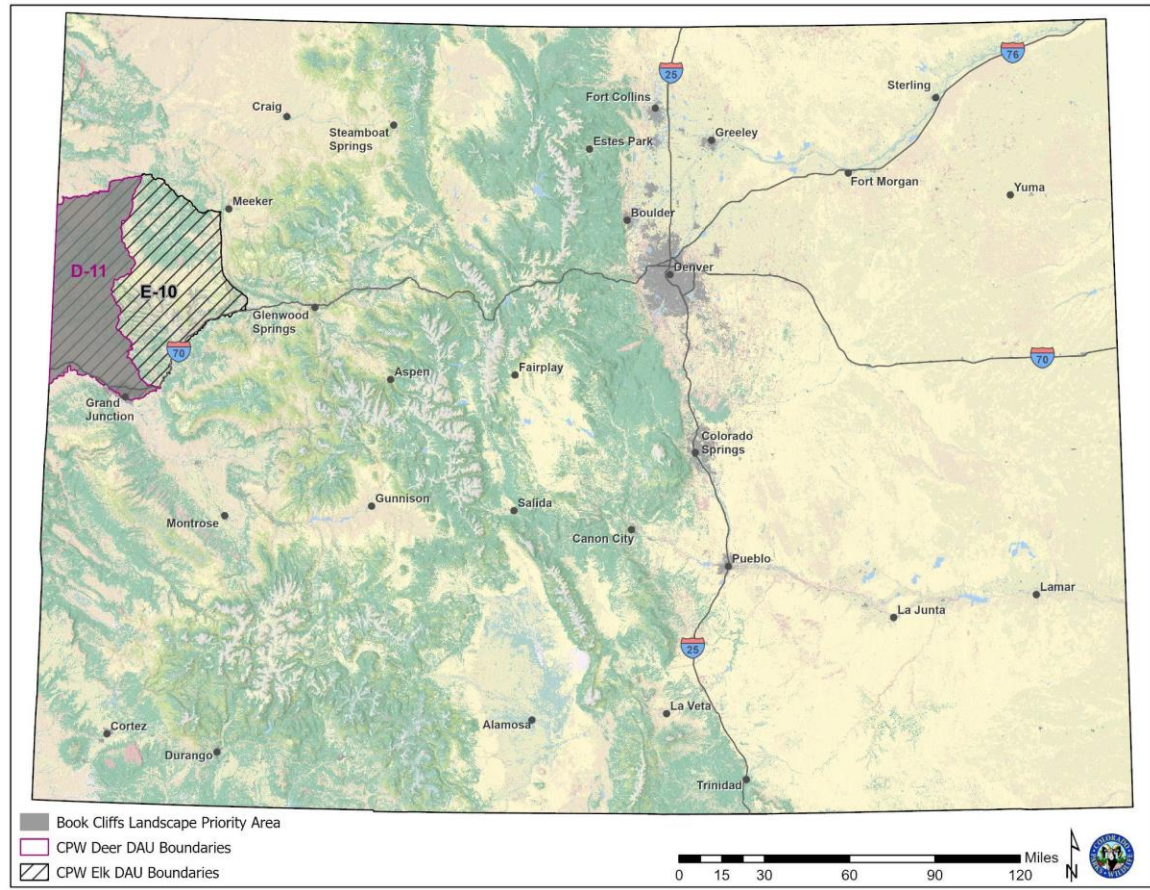 76
25
Sterling
Craig
Fort Collins
Steamboat
Springs
Greeley
Estes Park
Fort Morgan
Yuma
Meeker
Boulder
D-11
Denver
E-10
Glenwood
Springs
70
70
Aspen
Fairplay
Grand
Junction
Colorado
Springs
Gunnison
Salida
Montrose
Canon City
Pueblo
Lamar
La Junta
25
La Veta
Alamosa
Cortez
Durango
Trinidad
Book Cliffs Landscape Priority Area
CPW Deer DAU Boundaries
CPW Elk DAU Boundaries
Miles
0 15 30 60 90 120
N
COLORADO
PARKS
WILDLIFE